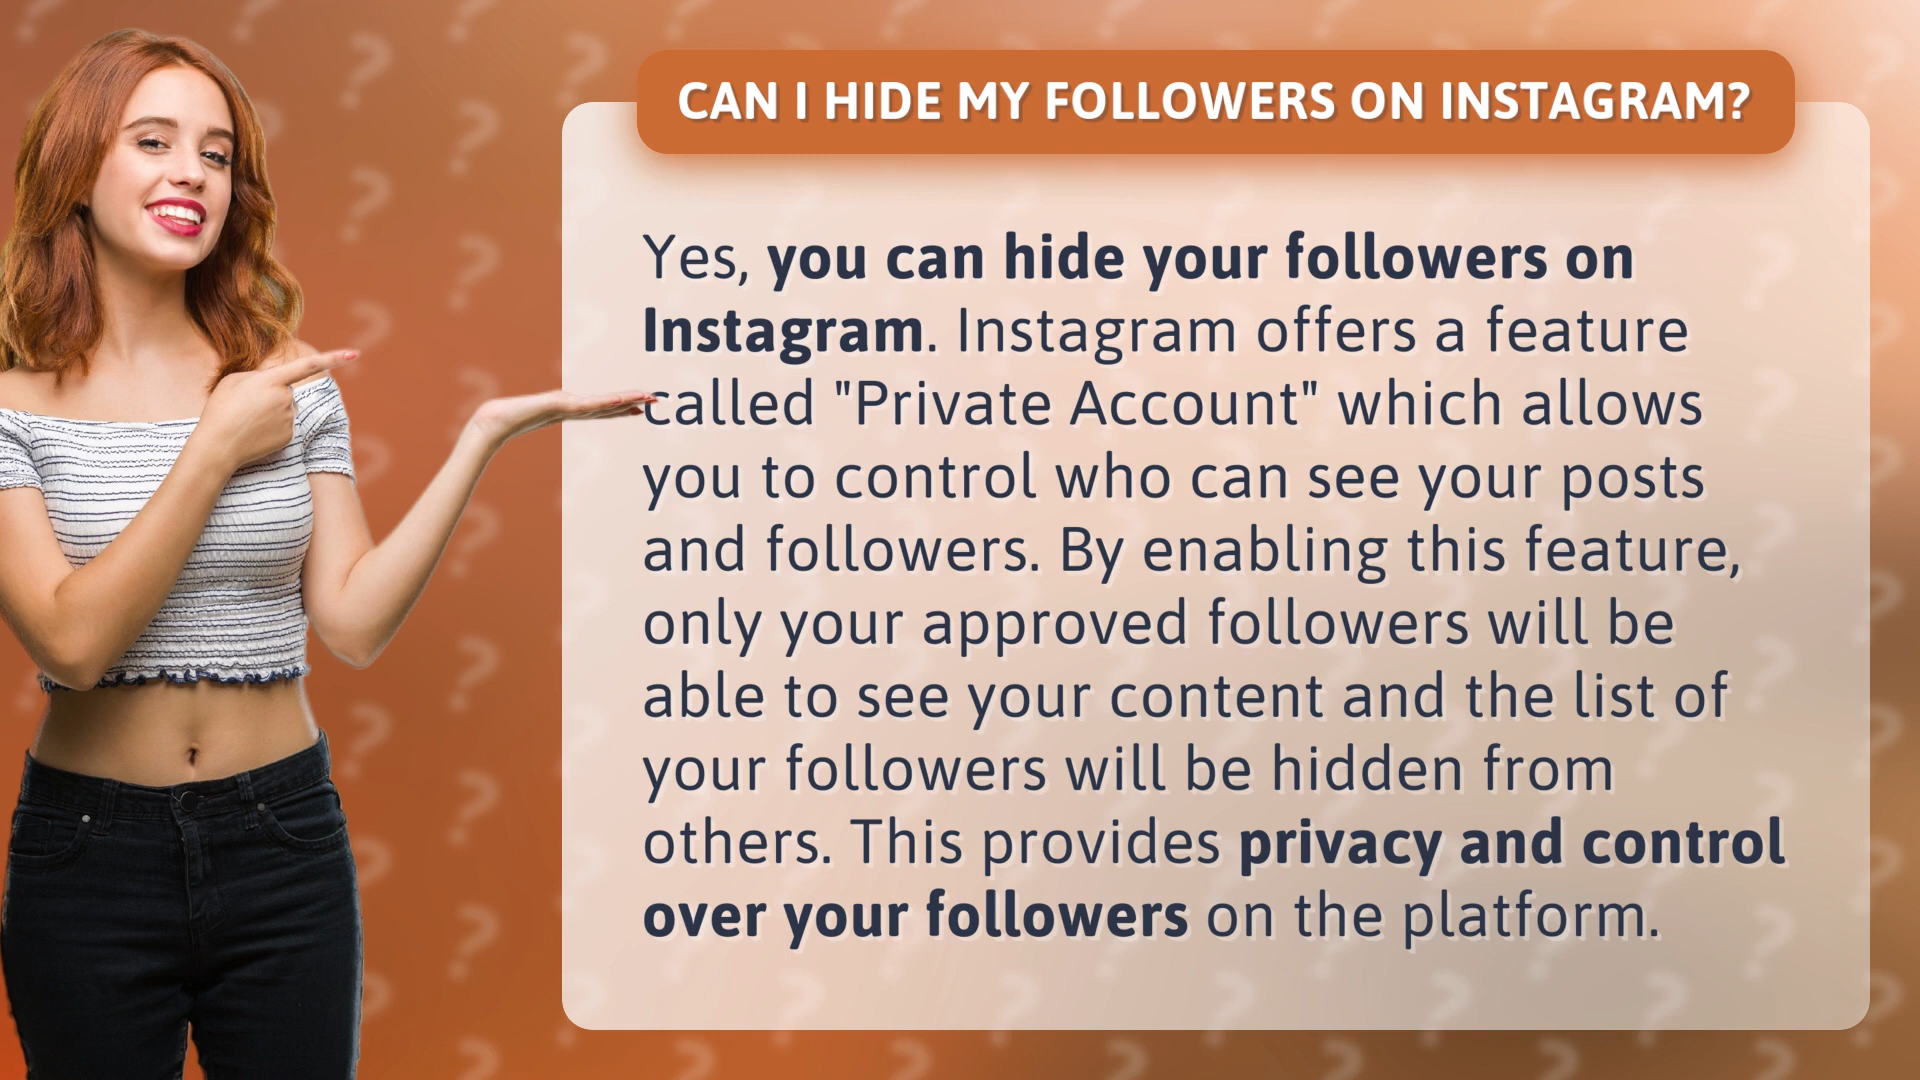 CAN I HIDE MY FOLLOWERS ON INSTAGRAM?
Yes, you can hide your followers on
Instagram. Instagram offers a feature
called "Private Account" which allows
you to control who can see your posts
and followers. By enabling this feature,
only your approved followers will be
able to see your content and the list of
your followers will be hidden from
others. This provides privacy and control
over your followers on the platform.